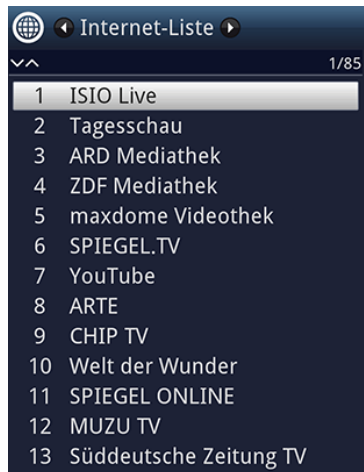 Internet-Liste
1/85
1 ISIO Live
2 Tagesschau
3 ARD Mediathek
4 ZDF Mediathek
5 maxdome Videothek
6 SPIEGEL.TV
7 YouTube
8 ARTE
9 CHIP TV
10 Welt der Wunder
11 SPIEGEL ONLINE
12 MUZU TV
13 Süddeutsche Zeitung TV